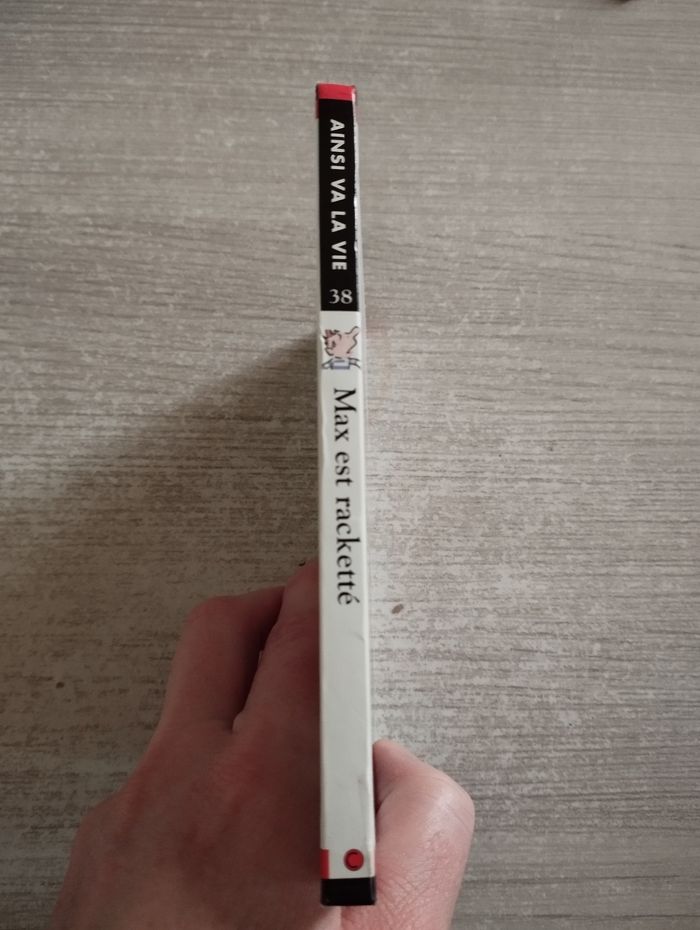 AINSI VA LA VIE
38
Max est racketté
C